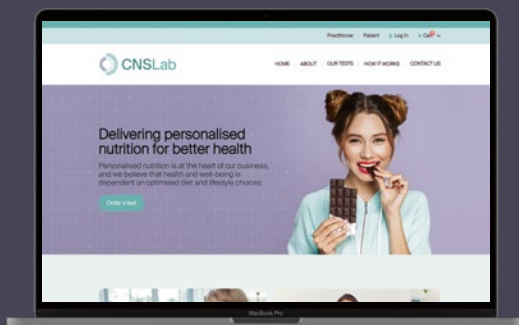 Practitioner Patient Log In Cart
CNSLab
HOME ABOUT OUR TESTS HOW IT WORKS CONTACT US
Delivering personalised
nutrition for better health
Personalised nutrition is at the heart of our business,
and we believe that health and well-being is
dependent on optimised diet and lifestyle choices.
Order a test
MacBook Pro